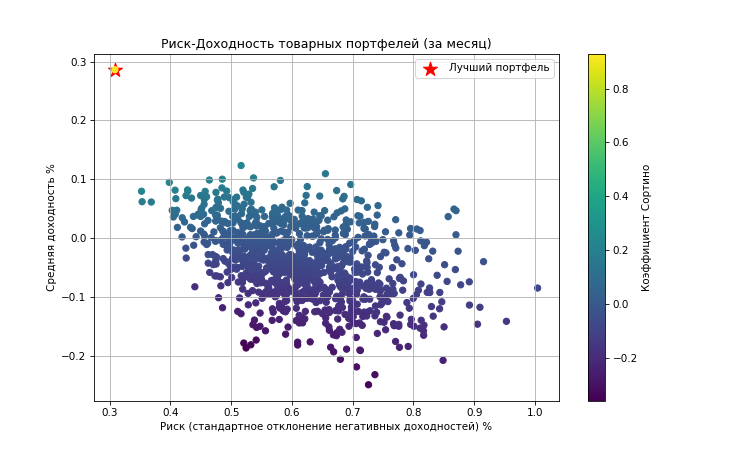 Риск-Доходность товарных портфелей (за месяц)
Лучший портфель
Средняя доходность %
0.3
0.2
0.1
0.0
−0.1
−0.2
0.3 0.4 0.5 0.6 0.7 0.8 0.9 1.0
Риск (стандартное отклонение негативных доходностей) %
0.8
0.6
0.4
0.2
0.0
−0.2
Коэффициент Сортино